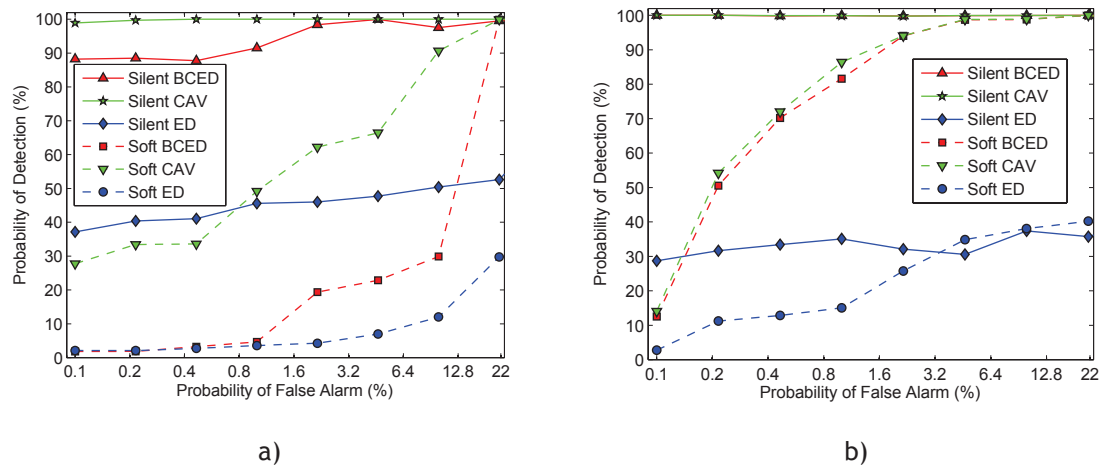 100
90
80
70
60
50
40
30
20
10
0
Probability of Detection (%)
Silent BCED
Silent CAV
Silent ED
Soft BCED
Soft CAV
Soft ED
0.1 0.2 0.4 0.8 1.6 3.2 6.4 12.8 22
Probability of False Alarm (%)
a)
100
90
80
70
60
50
40
30
20
10
0
Probability of Detection (%)
Silent BCED
Silent CAV
Silent ED
Soft BCED
Soft CAV
Soft ED
0.1 0.2 0.4 0.8 1.6 3.2 6.4 12.8 22
Probability of False Alarm (%)
b)